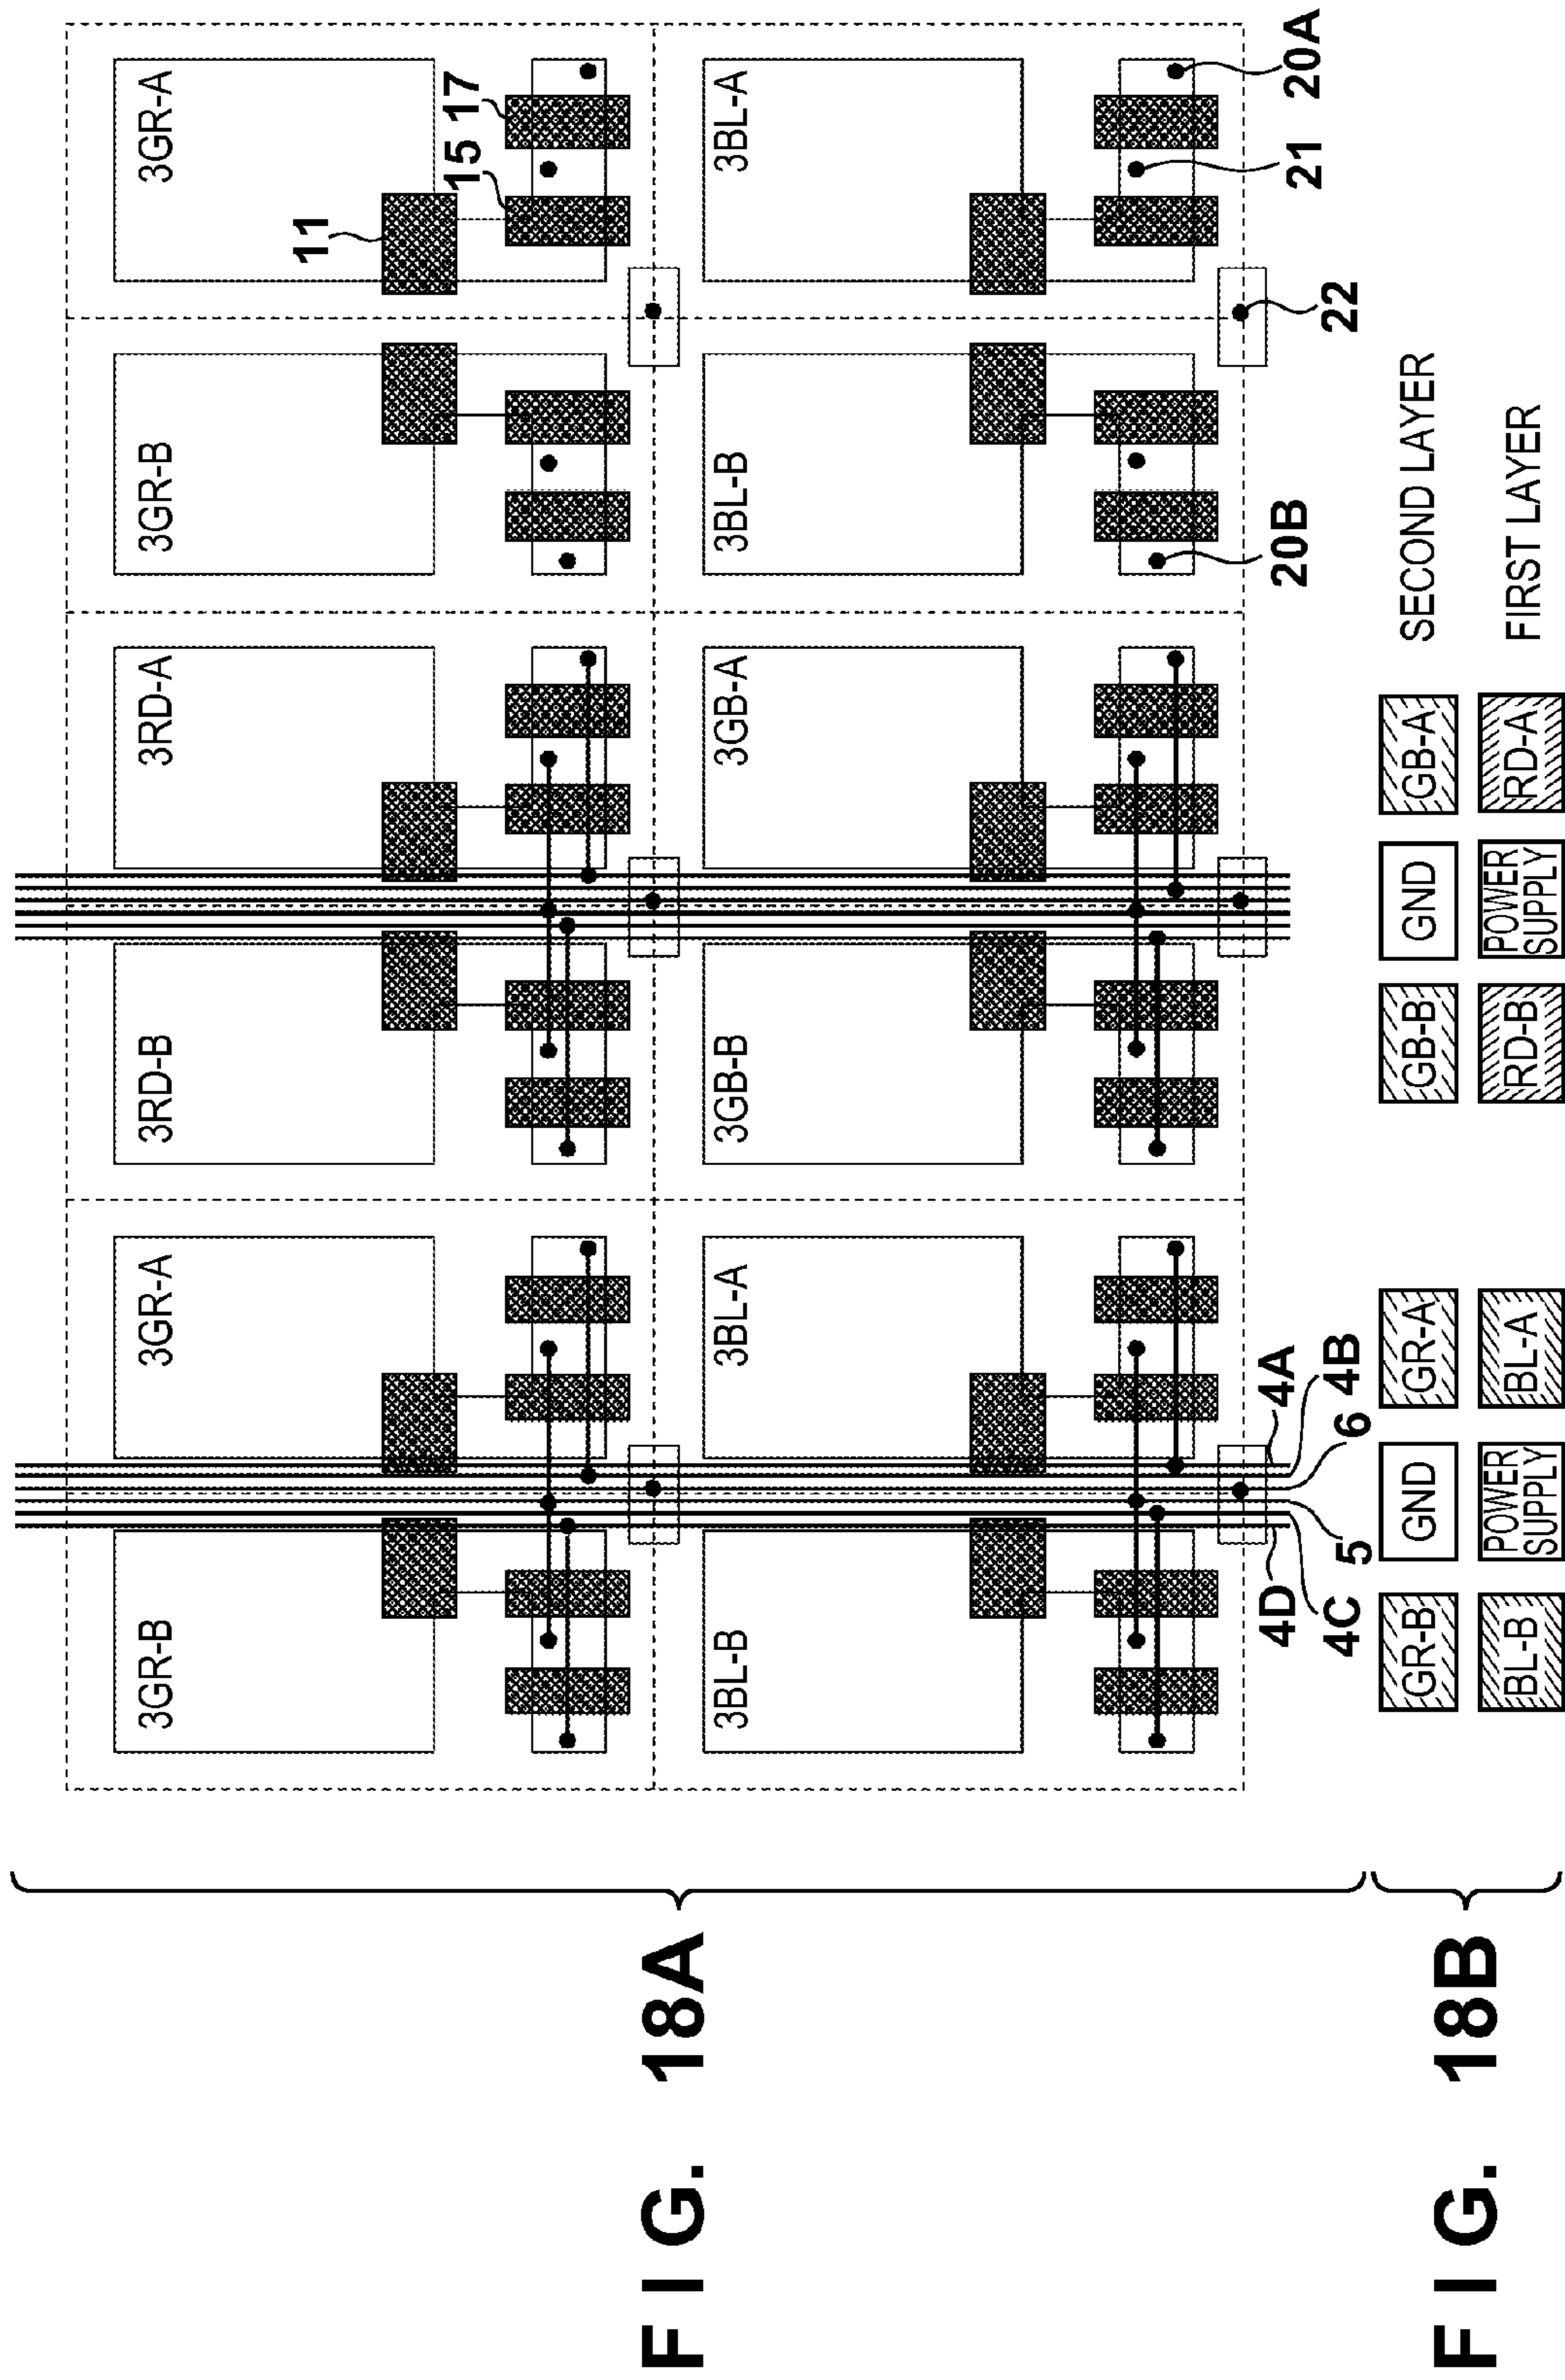 FIG. 18A
3GR-B 3GR-A 3RD-B 3RD-A 3GR-B 3GR-A
11
15 17
3BL-B 3BL-A 3GB-B 3GB-A 3BL-B 3BL-A
4D 4A 20B 21 20A
4C 5 6 4B 22
FIG. 18B
GR-B GND GR-A GB-B GND GB-A SECOND LAYER
BL-B POWER SUPPLY BL-A RD-B POWER SUPPLY RD-A FIRST LAYER